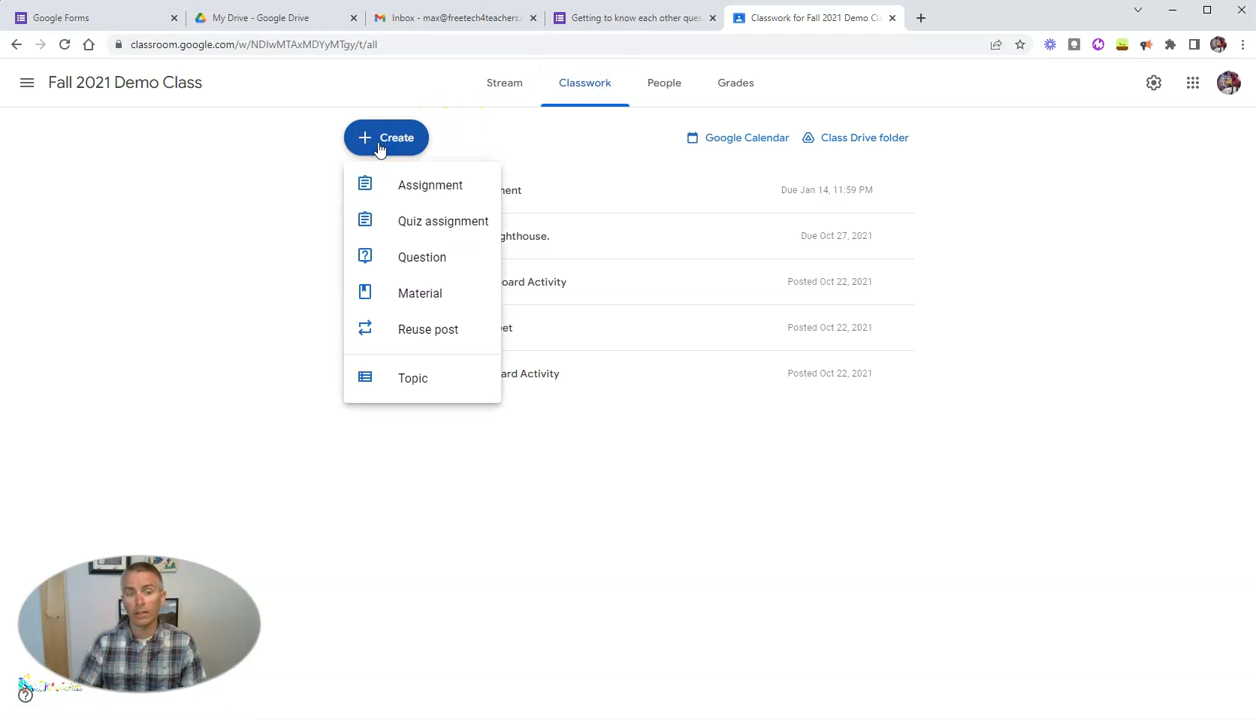 Google Forms
My Drive - Google Drive
Inbox - max@freetech4teachers.
Getting to know each other ques
Classwork for Fall 2021 Demo Cl
classroom.google.com/w/NDIwMTAxMDYyMTgy/t/all
Fall 2021 Demo Class
Stream
Classwork
People
Grades
Create
Google Calendar
Class Drive folder
Assignment
ent
Due Jan 14, 11:59 PM
Quiz assignment
ghthouse.
Due Oct 27, 2021
Question
oard Activity
Posted Oct 22, 2021
Material
Reuse post
eet
Posted Oct 22, 2021
Topic
ard Activity
Posted Oct 22, 2021